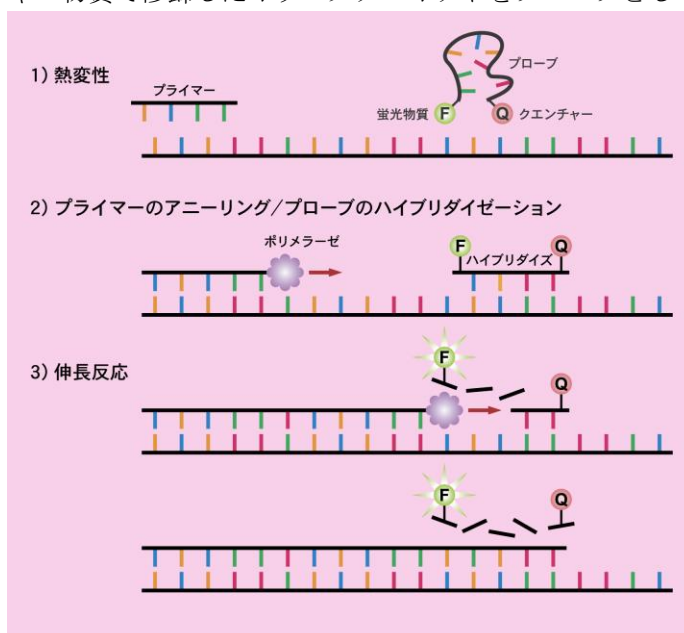 1）熱変性
プライマー
プローブ
蛍光物質 F Q クエンチャー
2）プライマーのアニーリング/プローブのハイブリダイゼーション
ポリメラーゼ
F Q
ハイブリダイズ
3）伸長反応
F
Q
F
Q